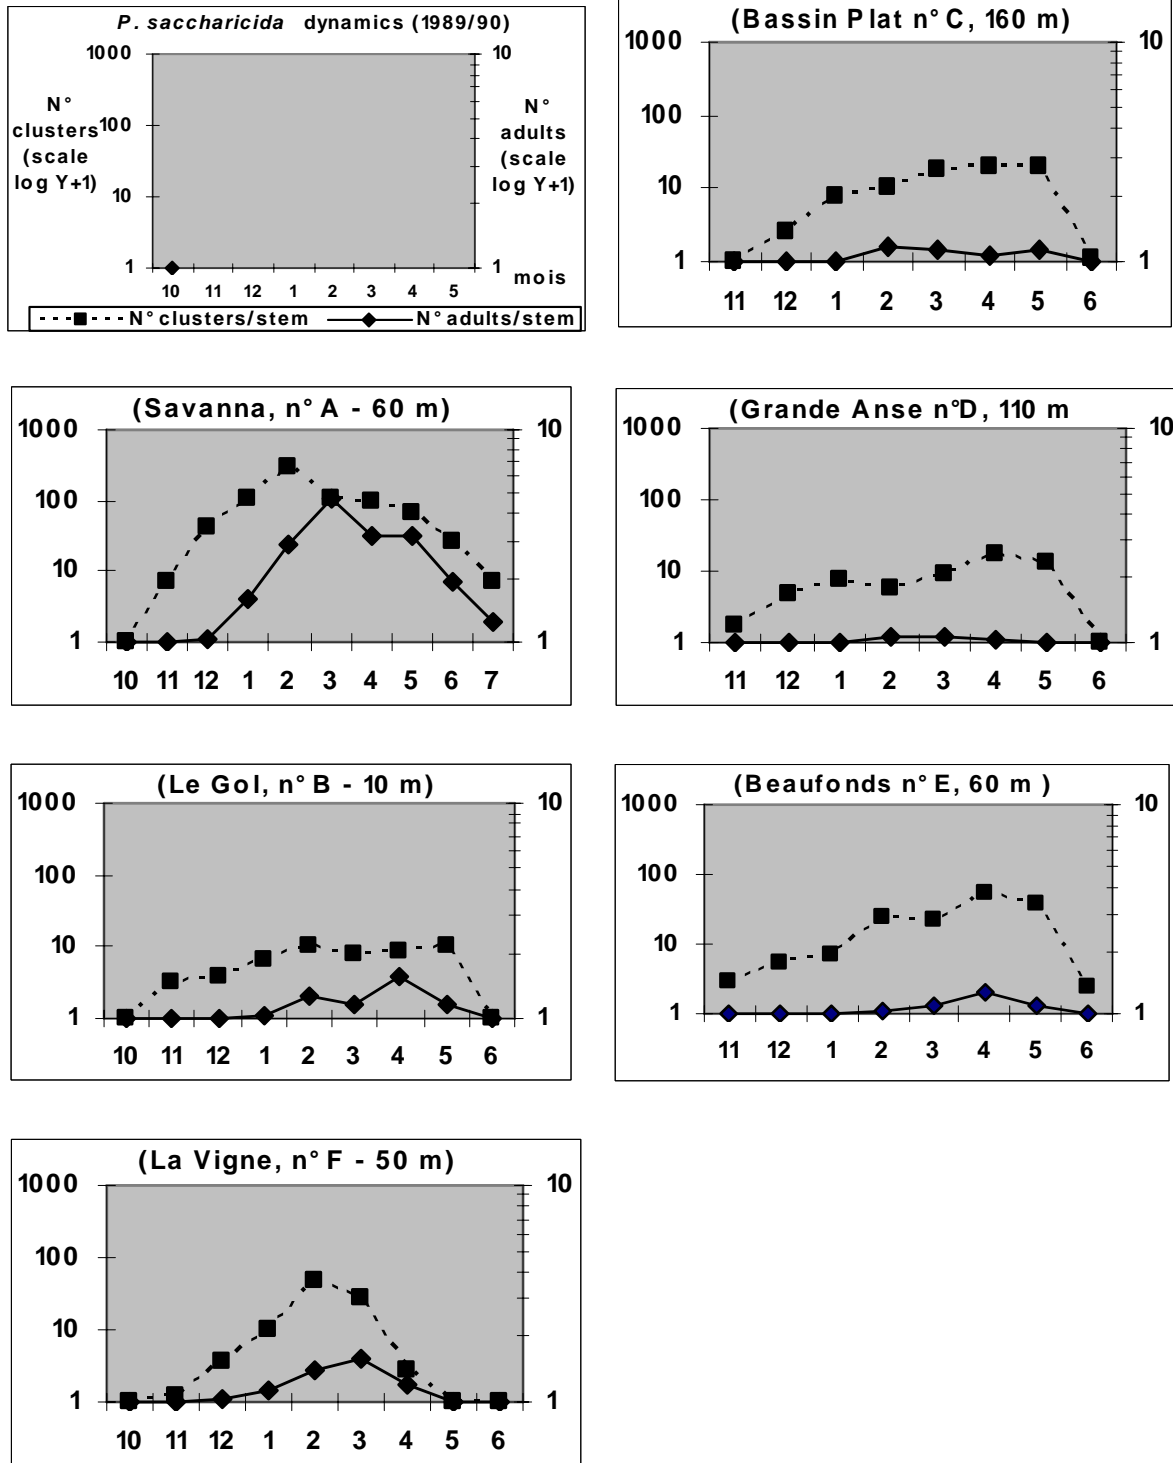 P. saccharicida dynamics (1989/90)
1000
10
N°
clusters
(scale
log Y+1)
100
10
1
N°
adults
(scale
log Y+1)
1
mois
10 11 12 1 2 3 4 5
N° clusters/stem N° adults/stem
(Bassin Plat n° C, 160 m)
1000
10
100
10
1
1
11 12 1 2 3 4 5 6
(Savanna, n° A - 60 m)
1000
10
100
10
1
1
10 11 12 1 2 3 4 5 6 7
(Grande Anse n°D, 110 m
1000
10
100
10
1
1
11 12 1 2 3 4 5 6
(Le Gol, n° B - 10 m)
1000
10
100
10
1
1
10 11 12 1 2 3 4 5 6
(Beaufonds n° E, 60 m )
1000
10
100
10
1
1
11 12 1 2 3 4 5 6
(La Vigne, n° F - 50 m)
1000
10
100
10
1
1
10 11 12 1 2 3 4 5 6